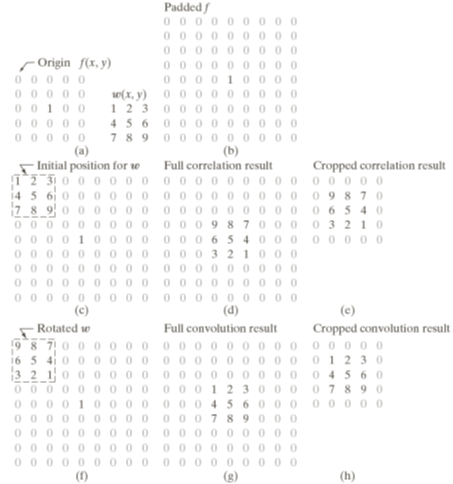 Origin f(x, y)
0 0 0 0 0
0 0 0 0 0
0 0 1 0 0
0 0 0 0 0
0 0 0 0 0
w(x, y)
1 2 3
4 5 6
7 8 9
(a)
Padded f
0 0 0 0 0 0 0 0 0
0 0 0 0 0 0 0 0 0
0 0 0 0 0 0 0 0 0
0 0 0 0 0 0 0 0 0
0 0 0 0 1 0 0 0 0
0 0 0 0 0 0 0 0 0
0 0 0 0 0 0 0 0 0
0 0 0 0 0 0 0 0 0
0 0 0 0 0 0 0 0 0
(b)
Initial position for w
1 2 3 0 0 0 0 0 0
4 5 6 0 0 0 0 0 0
7 8 9 0 0 0 0 0 0
0 0 0 0 0 0 0 0 0
0 0 0 0 1 0 0 0 0
0 0 0 0 0 0 0 0 0
0 0 0 0 0 0 0 0 0
0 0 0 0 0 0 0 0 0
0 0 0 0 0 0 0 0 0
(c)
Full correlation result
0 0 0 0 0 0 0 0 0
0 0 0 0 0 0 0 0 0
0 0 0 0 0 0 0 0 0
0 0 0 9 8 7 0 0 0
0 0 0 6 5 4 0 0 0
0 0 0 3 2 1 0 0 0
0 0 0 0 0 0 0 0 0
0 0 0 0 0 0 0 0 0
0 0 0 0 0 0 0 0 0
(d)
Cropped correlation result
0 0 0 0 0
0 9 8 7 0
0 6 5 4 0
0 3 2 1 0
0 0 0 0 0
(e)
Rotated w
9 8 7 0 0 0 0 0 0
6 5 4 0 0 0 0 0 0
3 2 1 0 0 0 0 0 0
0 0 0 0 0 0 0 0 0
0 0 0 0 1 0 0 0 0
0 0 0 0 0 0 0 0 0
0 0 0 0 0 0 0 0 0
0 0 0 0 0 0 0 0 0
0 0 0 0 0 0 0 0 0
(f)
Full convolution result
0 0 0 0 0 0 0 0 0
0 0 0 0 0 0 0 0 0
0 0 0 0 0 0 0 0 0
0 0 0 1 2 3 0 0 0
0 0 0 4 5 6 0 0 0
0 0 0 7 8 9 0 0 0
0 0 0 0 0 0 0 0 0
0 0 0 0 0 0 0 0 0
0 0 0 0 0 0 0 0 0
(g)
Cropped convolution result
0 0 0 0 0
0 1 2 3 0
0 4 5 6 0
0 7 8 9 0
0 0 0 0 0
(h)